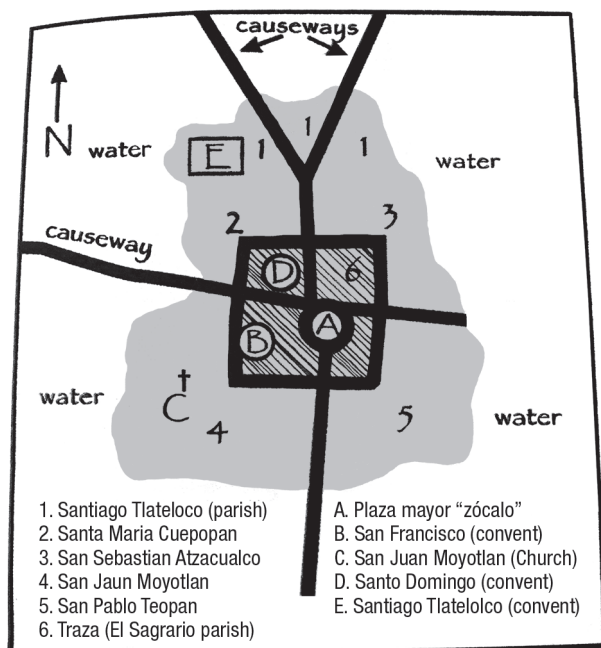 causeways
N
water
E
1
1
1
water
2
3
causeway
D
6
A
B
water
C
4
5
water
1. Santiago Tlateloco (parish)
2. Santa Maria Cuepopan
3. San Sebastian Atzacualco
4. San Jaun Moyotlan
5. San Pablo Teopan
6. Traza (El Sagrario parish)
A. Plaza mayor “zócalo”
B. San Francisco (convent)
C. San Juan Moyotlan (Church)
D. Santo Domingo (convent)
E. Santiago Tlatelolco (convent)